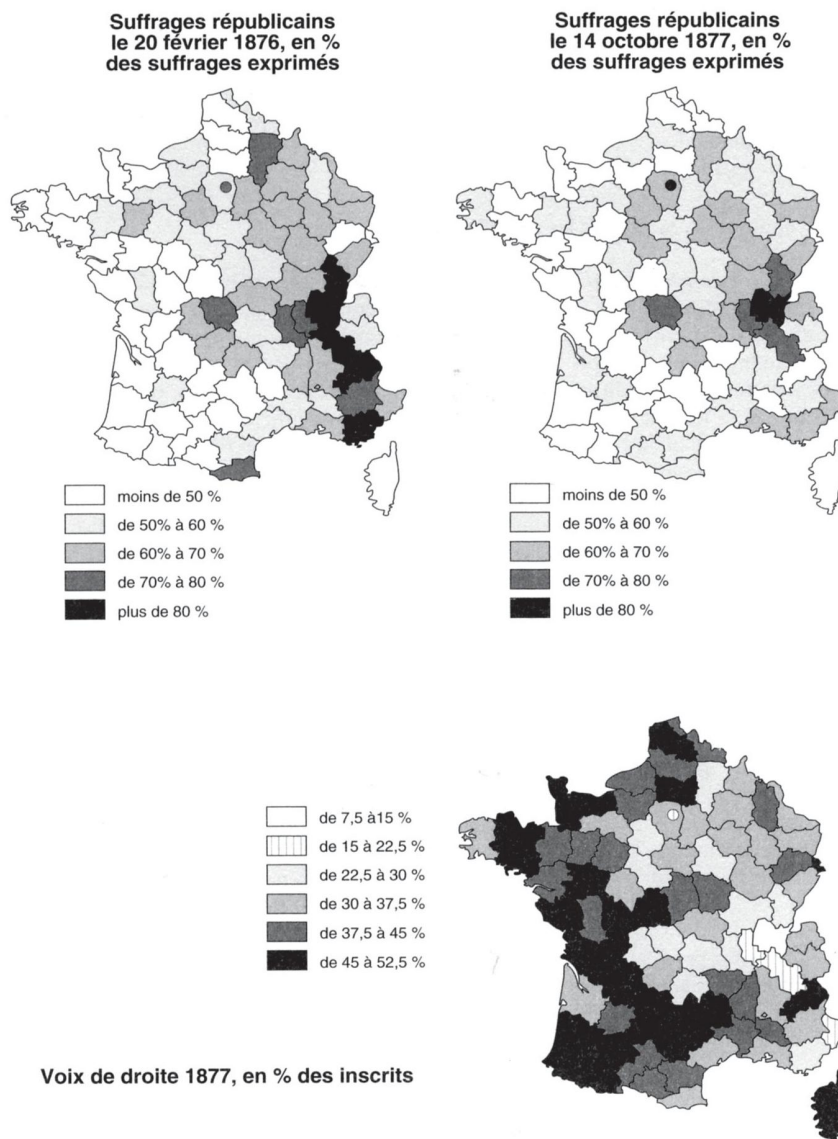 Suffrages républicains
le 20 février 1876, en %
des suffrages exprimés
moins de 50 %
de 50% à 60 %
de 60% à 70 %
de 70% à 80 %
plus de 80 %
Suffrages républicains
le 14 octobre 1877, en %
des suffrages exprimés
moins de 50 %
de 50% à 60 %
de 60% à 70 %
de 70% à 80 %
plus de 80 %
de 7,5 à15 %
de 15 à 22,5 %
de 22,5 à 30 %
de 30 à 37,5 %
de 37,5 à 45 %
de 45 à 52,5 %
Voix de droite 1877, en % des inscrits